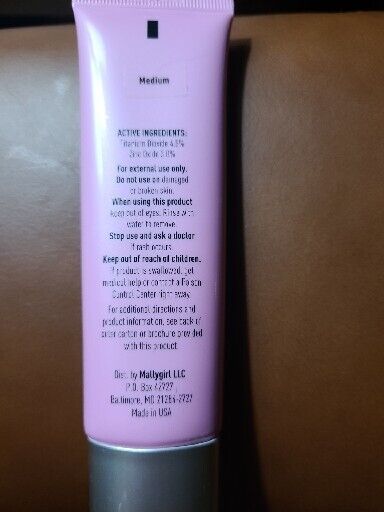 Medium
ACTIVE INGREDIENTS:
Titanium Dioxide 4.5%
Zinc Oxide 3.0%
For external use only.
Do not use on damaged
or broken skin.
When using this product
keep out of eyes. Rinse with
water to remove.
Stop use and ask a doctor
if rash occurs.
Keep out of reach of children.
If product is swallowed, get
medical help or contact a Poison
Control Center right away.
For additional directions and
product information, see back of
outer carton or brochure provided
with this product.
Dist. by Mallygirl LLC
P.O. Box
Baltimore, MD
Made in USA